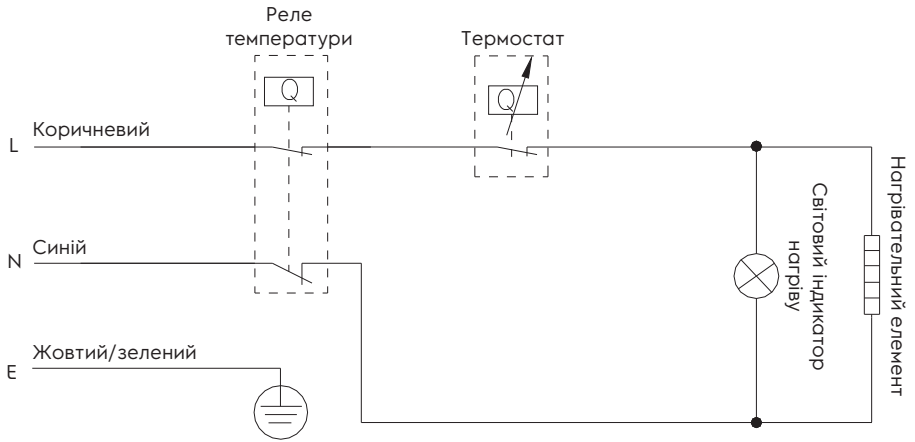 Реле
температури
Термостат
Q
Q
L
Коричневий
N
Синій
E
Жовтий/зелений
Світовий індикатор
нагріву
Нагрівательний елемент